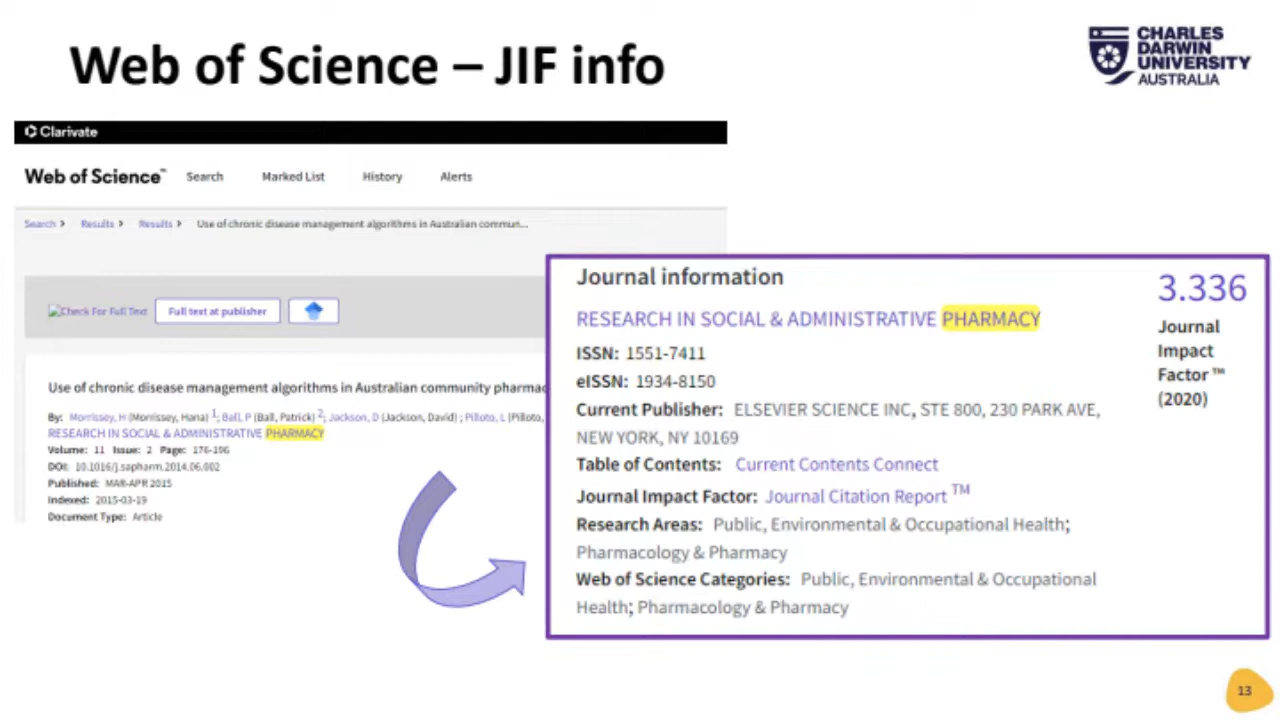 Web of Science – JIF info
CHARLES
DARWIN
UNIVERSITY
AUSTRALIA
Clarivate
Web of Science™ Search Marked List History Alerts
Search > Results > Results > Use of chronic disease management algorithms in Australian commun...
Check For Full Text Full text at publisher
Use of chronic disease management algorithms in Australian community pharmac
By: Morrissey, H (Morrissey, Hana) 1; Ball, P (Ball, Patrick) 2; Jackson, D (Jackson, David) ; Pilloto, L (Pilloto,
RESEARCH IN SOCIAL & ADMINISTRATIVE PHARMACY
Volume: 11 Issue: 2 Page: 176-196
DOI: 10.1016/j.sapharm.2014.06.002
Published: MAR-APR 2015
Indexed: 2015-03-19
Document Type: Article
Journal information
RESEARCH IN SOCIAL & ADMINISTRATIVE PHARMACY
ISSN: 1551-7411
eISSN: 1934-8150
Current Publisher: ELSEVIER SCIENCE INC, STE 800, 230 PARK AVE,
NEW YORK, NY 10169
Table of Contents: Current Contents Connect
Journal Impact Factor: Journal Citation Report TM
Research Areas: Public, Environmental & Occupational Health;
Pharmacology & Pharmacy
Web of Science Categories: Public, Environmental & Occupational
Health; Pharmacology & Pharmacy
3.336
Journal
Impact
Factor ™
(2020)
13